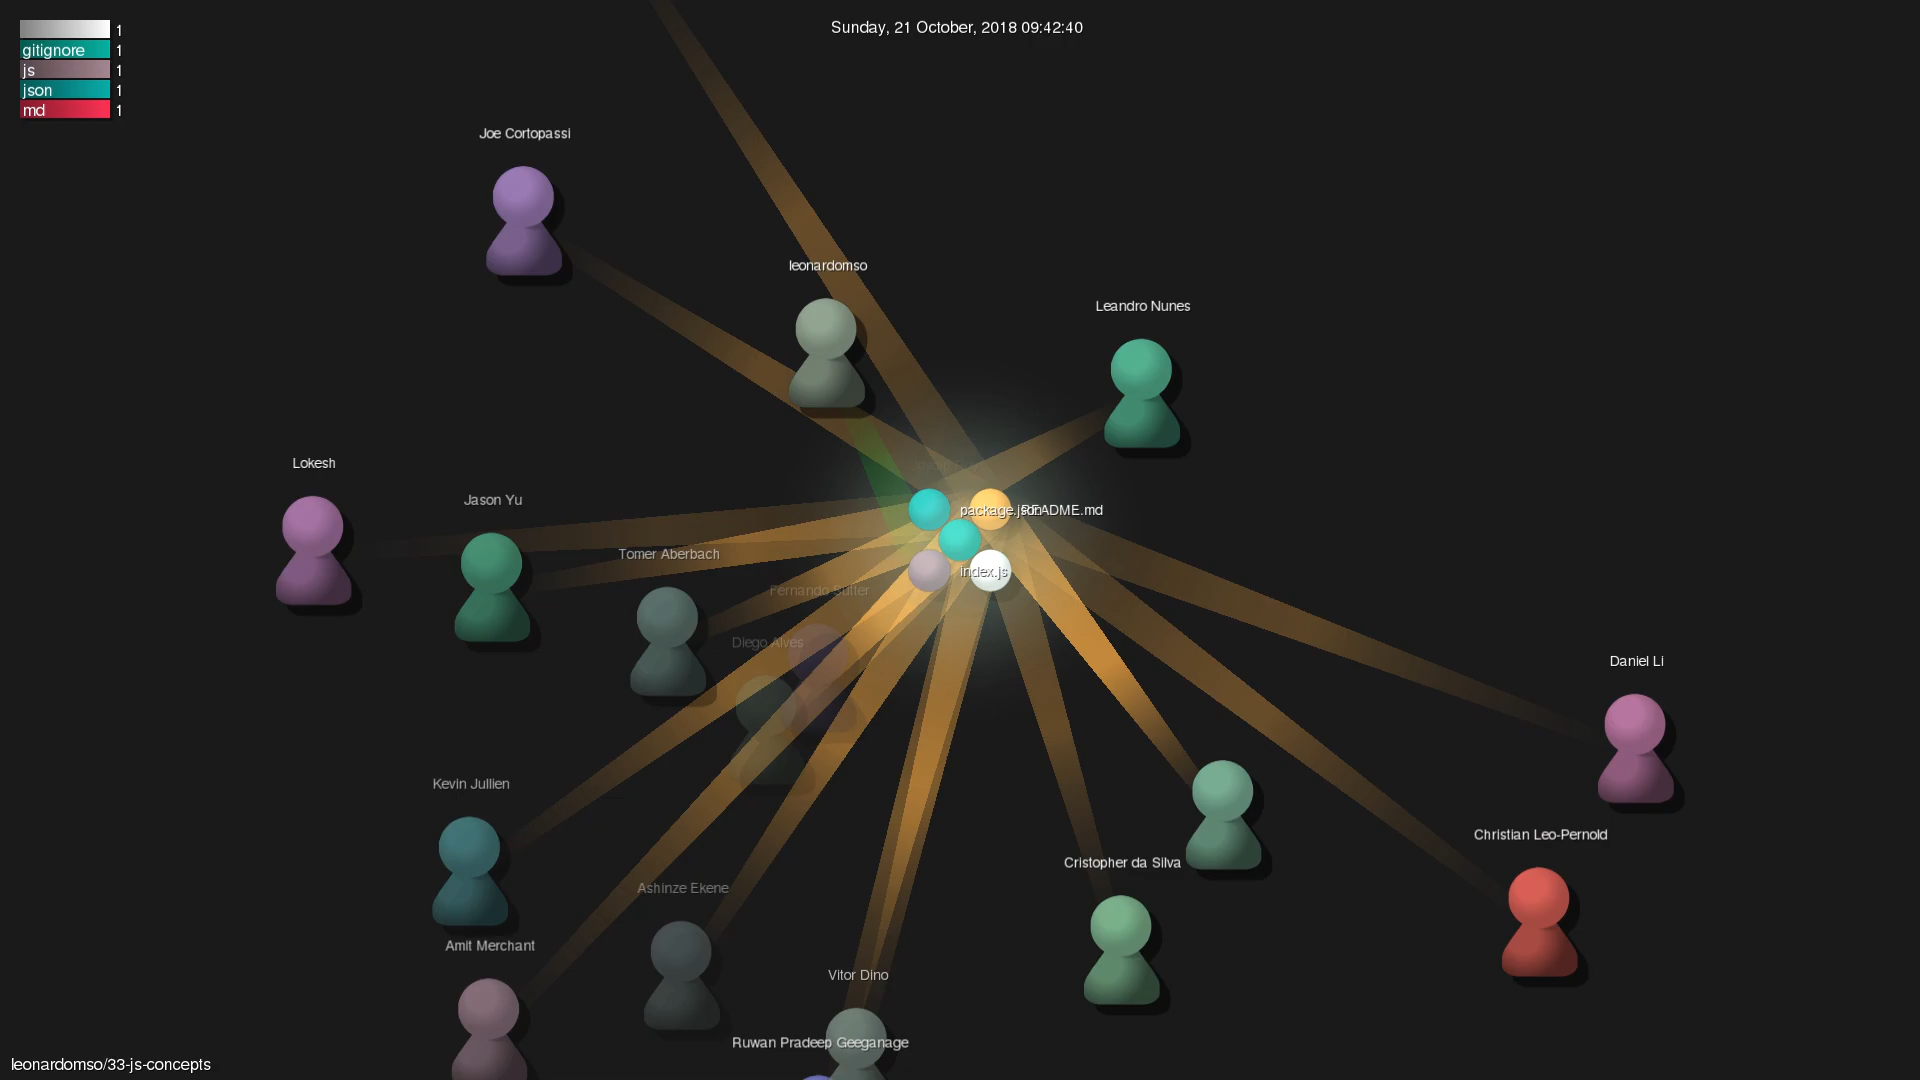 Sunday, 21 October, 2018 09:42:40
1
gitignore 1
js 1
json 1
md 1
Joe Cortopassi
leonardomso
Leandro Nunes
Lokesh
Jason Yu
package.json
README.md
Tomer Aberbach
index.js
Fernando Sutter
Diego Alves
Daniel Li
Kevin Jullien
Christian Leo-Pernold
Cristopher da Silva
Ashinze Ekene
Amit Merchant
Vitor Dino
Ruwan Pradeep Geeganage
leonardomso/33-js-concepts